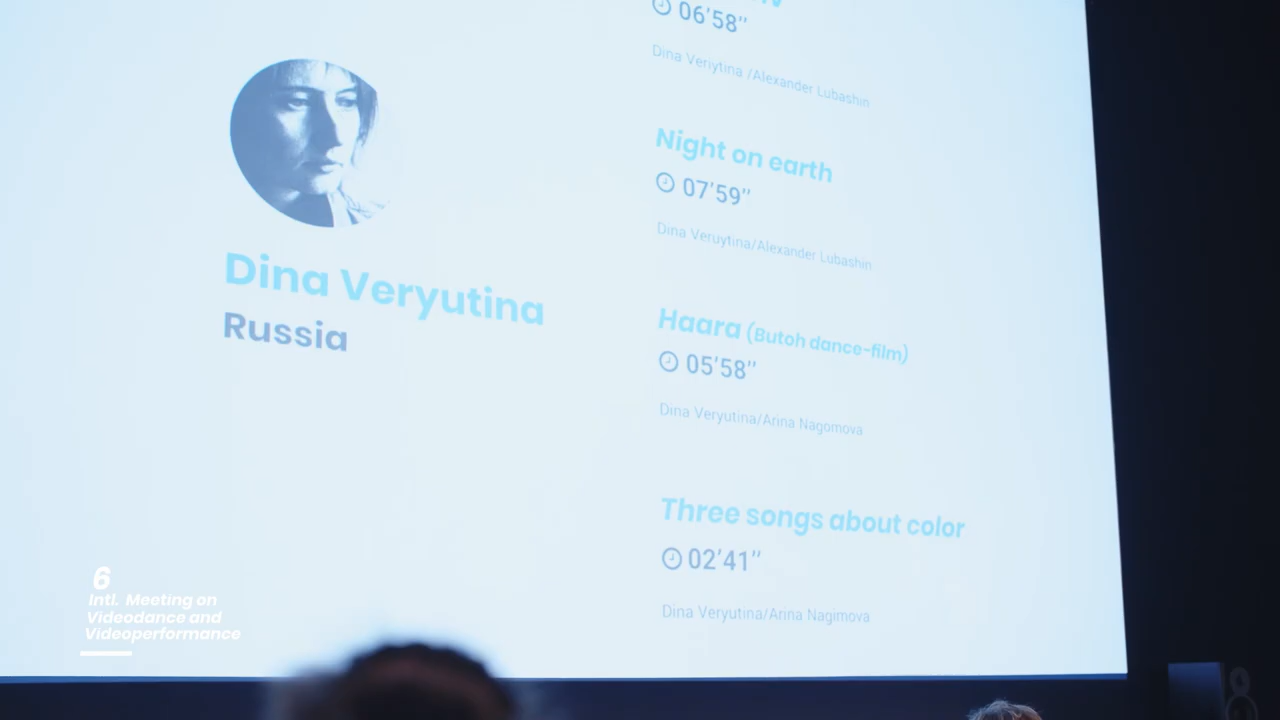 06'58''
Dina Veriytina /Alexander Lubashin
Night on earth
07'59''
Dina Veruytina/Alexander Lubashin
Dina Veryutina
Russia
Haara (Butoh dance-film)
05'58''
Dina Veryutina/Arina Nagomova
Three songs about color
02'41''
Dina Veryutina/Arina Nagimova
6
Intl. Meeting on
Videodance and
Videoperformance